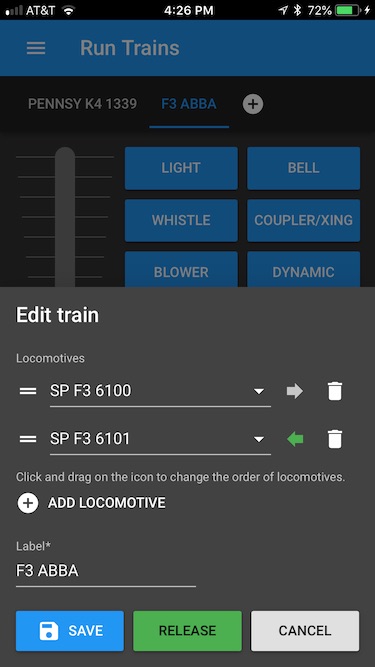 AT&T 4:26 PM 72%
Run Trains
PENNSY K4 1339 F3 ABBA
LIGHT BELL
WHISTLE COUPLER/XING
BLOWER DYNAMIC
Edit train
Locomotives
SP F3 6100
SP F3 6101
Click and drag on the icon to change the order of locomotives.
ADD LOCOMOTIVE
Label*
F3 ABBA
SAVE RELEASE CANCEL